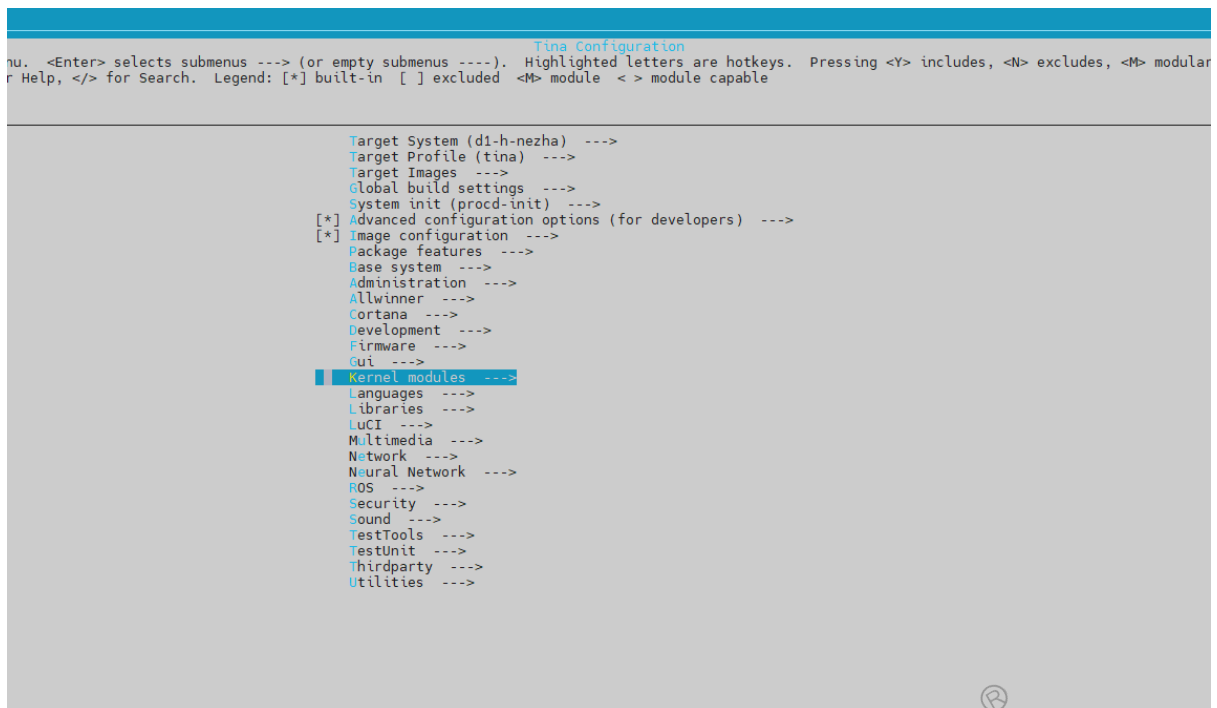 Tina Configuration
nu. <Enter> selects submenus ---> (or empty submenus ----). Highlighted letters are hotkeys. Pressing <Y> includes, <N> excludes, <M> modular
r Help, </> for Search. Legend: [*] built-in [ ] excluded <M> module < > module capable
Target System (d1-h-nezha) --->
Target Profile (tina) --->
Target Images --->
Global build settings --->
System init (procd-init) --->
[*] Advanced configuration options (for developers) --->
[*] Image configuration --->
Package features --->
Base system --->
Administration --->
Allwinner --->
Cortana --->
Development --->
Firmware --->
Gui --->
Kernel modules --->
Languages --->
Libraries --->
LuCI --->
Multimedia --->
Network --->
Neural Network --->
ROS --->
Security --->
Sound --->
TestTools --->
TestUnit --->
Thirdparty --->
Utilities --->